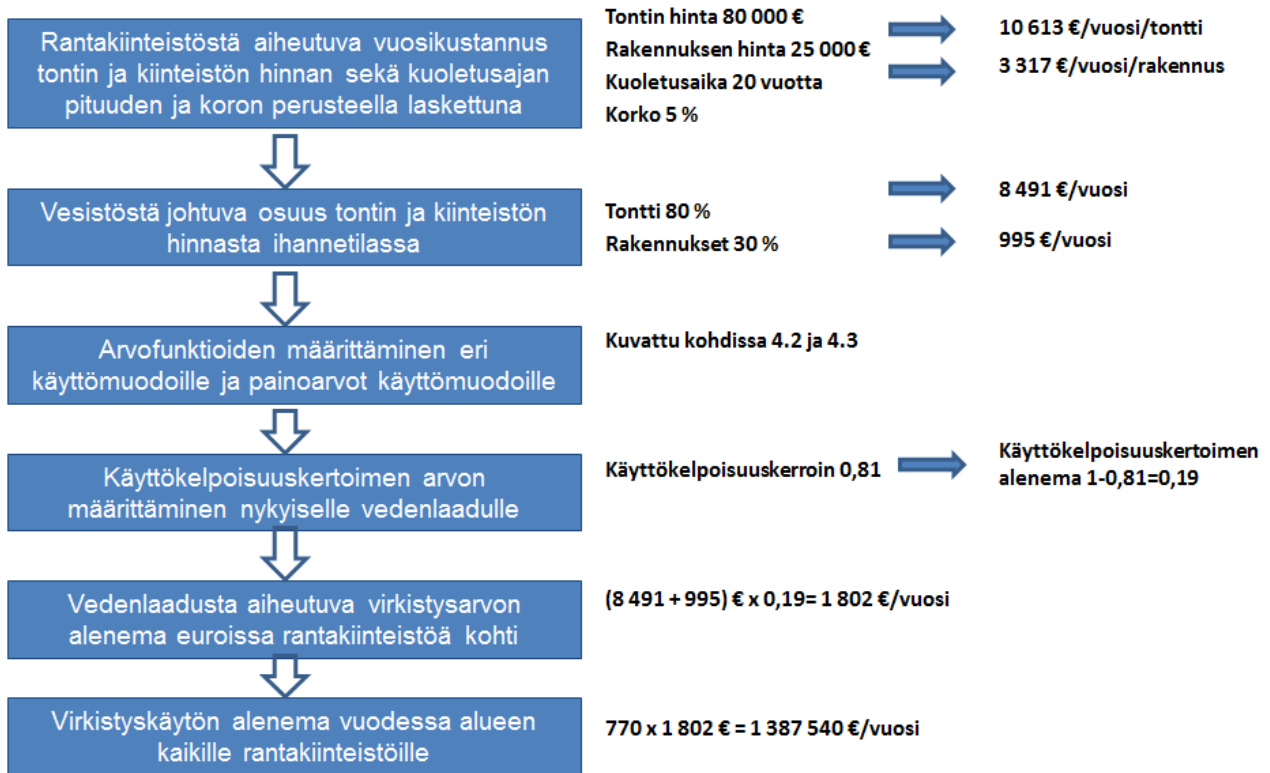 Rantakiinteistöstä aiheutuva vuosikustannus
tontin ja kiinteistön hinnan sekä kuoletusajan
pituuden ja koron perusteella laskettuna
Tontin hinta 80 000 €
Rakennuksen hinta 25 000 €
Kuoletusaika 20 vuotta
Korko 5 %
10 613 €/vuosi/tontti
3 317 €/vuosi/rakennus
Vesistöstä johtuva osuus tontin ja kiinteistön
hinnasta ihannetilassa
Tontti 80 %
Rakennukset 30 %
8 491 €/vuosi
995 €/vuosi
Arvofunktioiden määrittäminen eri
käyttömuodoille ja painoarvot käyttömuodoille
Kuvattu kohdissa 4.2 ja 4.3
Käyttökelpoisuuskertoimen arvon
määrittäminen nykyiselle vedenlaadulle
Käyttökelpoisuuskerroin 0,81
Käyttökelpoisuuskertoimen
alenema 1-0,81=0,19
Vedenlaadusta aiheutuva virkistysarvon
alenema euroissa rantakiinteistöä kohti
(8 491 + 995) € x 0,19= 1 802 €/vuosi
Virkistyskäytön alenema vuodessa alueen
kaikille rantakiinteistöille
770 x 1 802 € = 1 387 540 €/vuosi